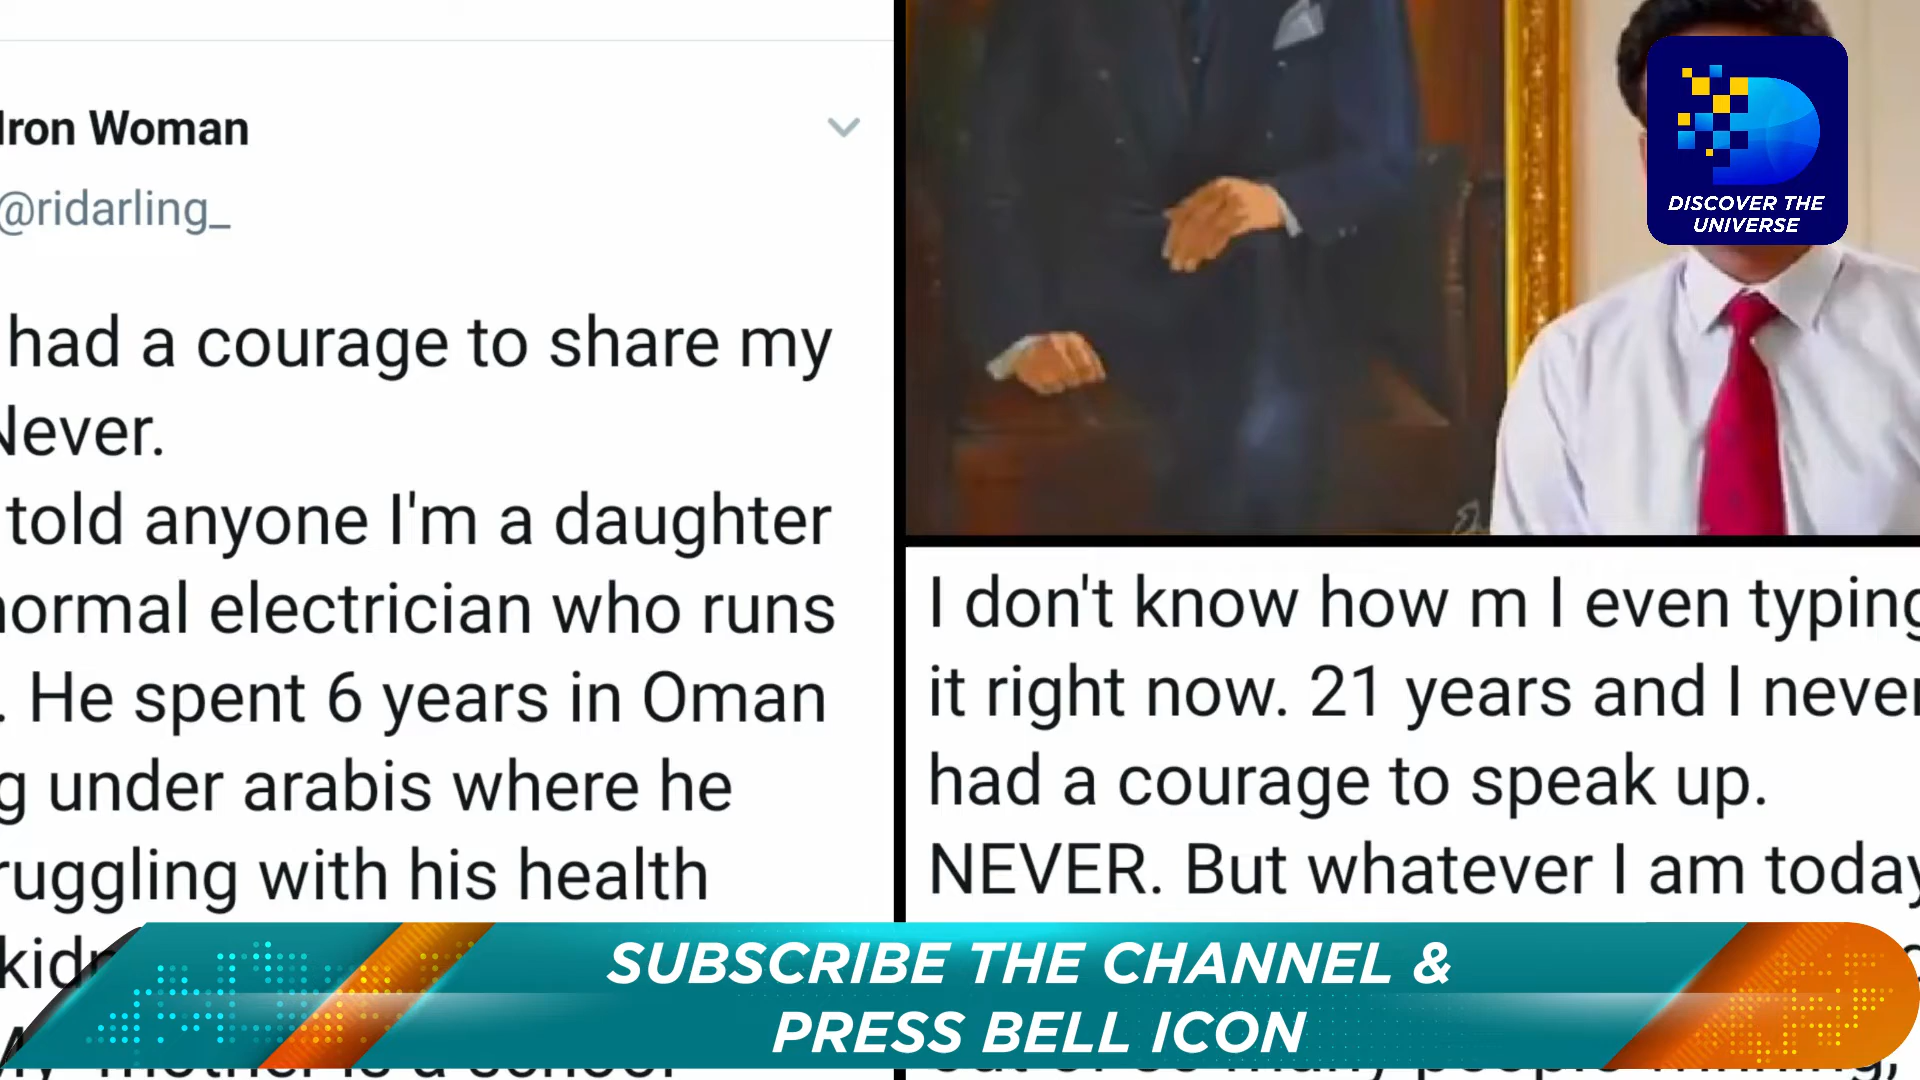 Iron Woman
@ridarling_
had a courage to share my
Never.
told anyone I'm a daughter
normal electrician who runs
. He spent 6 years in Oman
g under arabis where he
ruggling with his health
I don't know how m I even typing
it right now. 21 years and I never
had a courage to speak up.
NEVER. But whatever I am today
DISCOVER THE
UNIVERSE
SUBSCRIBE THE CHANNEL &
PRESS BELL ICON